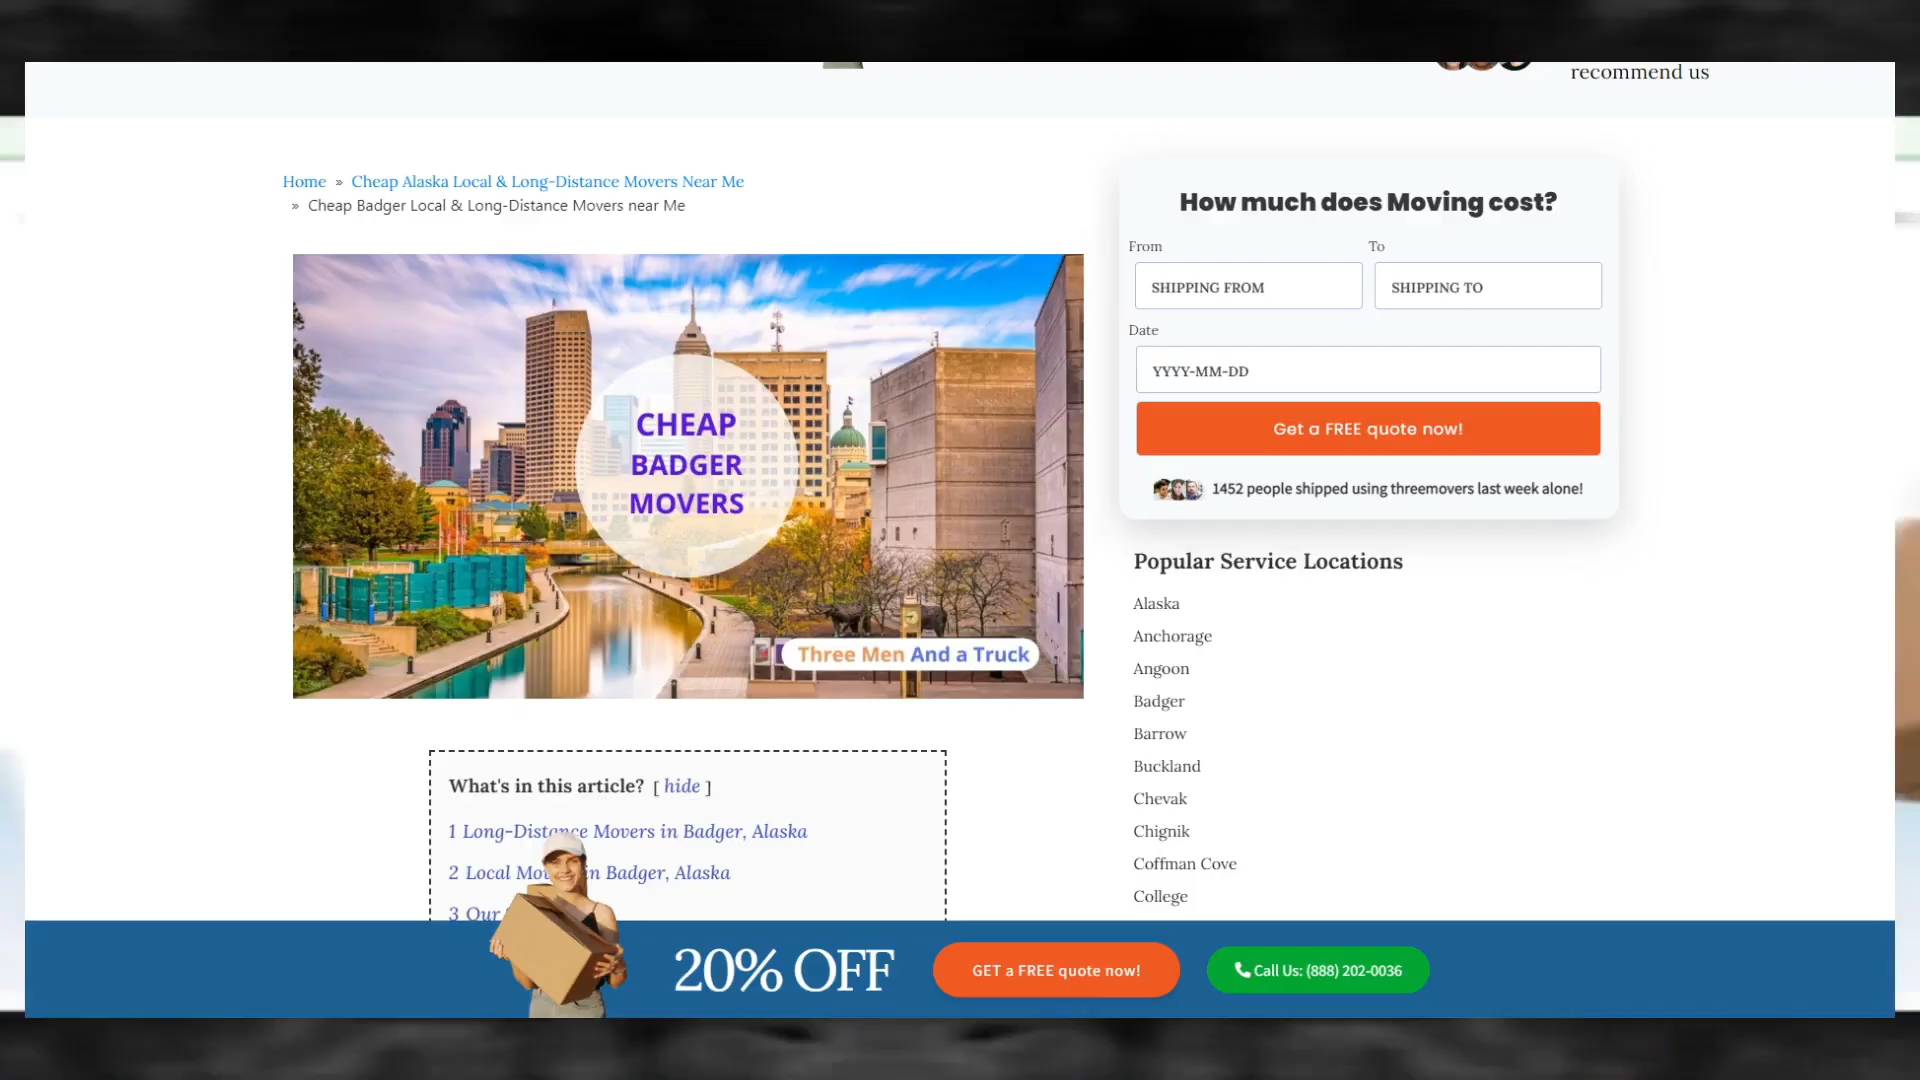 recommend us
Home » Cheap Alaska Local & Long-Distance Movers Near Me
» Cheap Badger Local & Long-Distance Movers near Me
CHEAP
BADGER
MOVERS
Three Men And a Truck
What's in this article? [ hide ]
1 Long-Distance Movers in Badger, Alaska
2 Local Mo in Badger, Alaska
3 Our
How much does Moving cost?
From To
SHIPPING FROM SHIPPING TO
Date
YYYY-MM-DD
Get a FREE quote now!
1452 people shipped using threemovers last week alone!
Popular Service Locations
Alaska
Anchorage
Angoon
Badger
Barrow
Buckland
Chevak
Chignik
Coffman Cove
College
20% OFF
GET a FREE quote now!
Call Us: (888) 202-0036